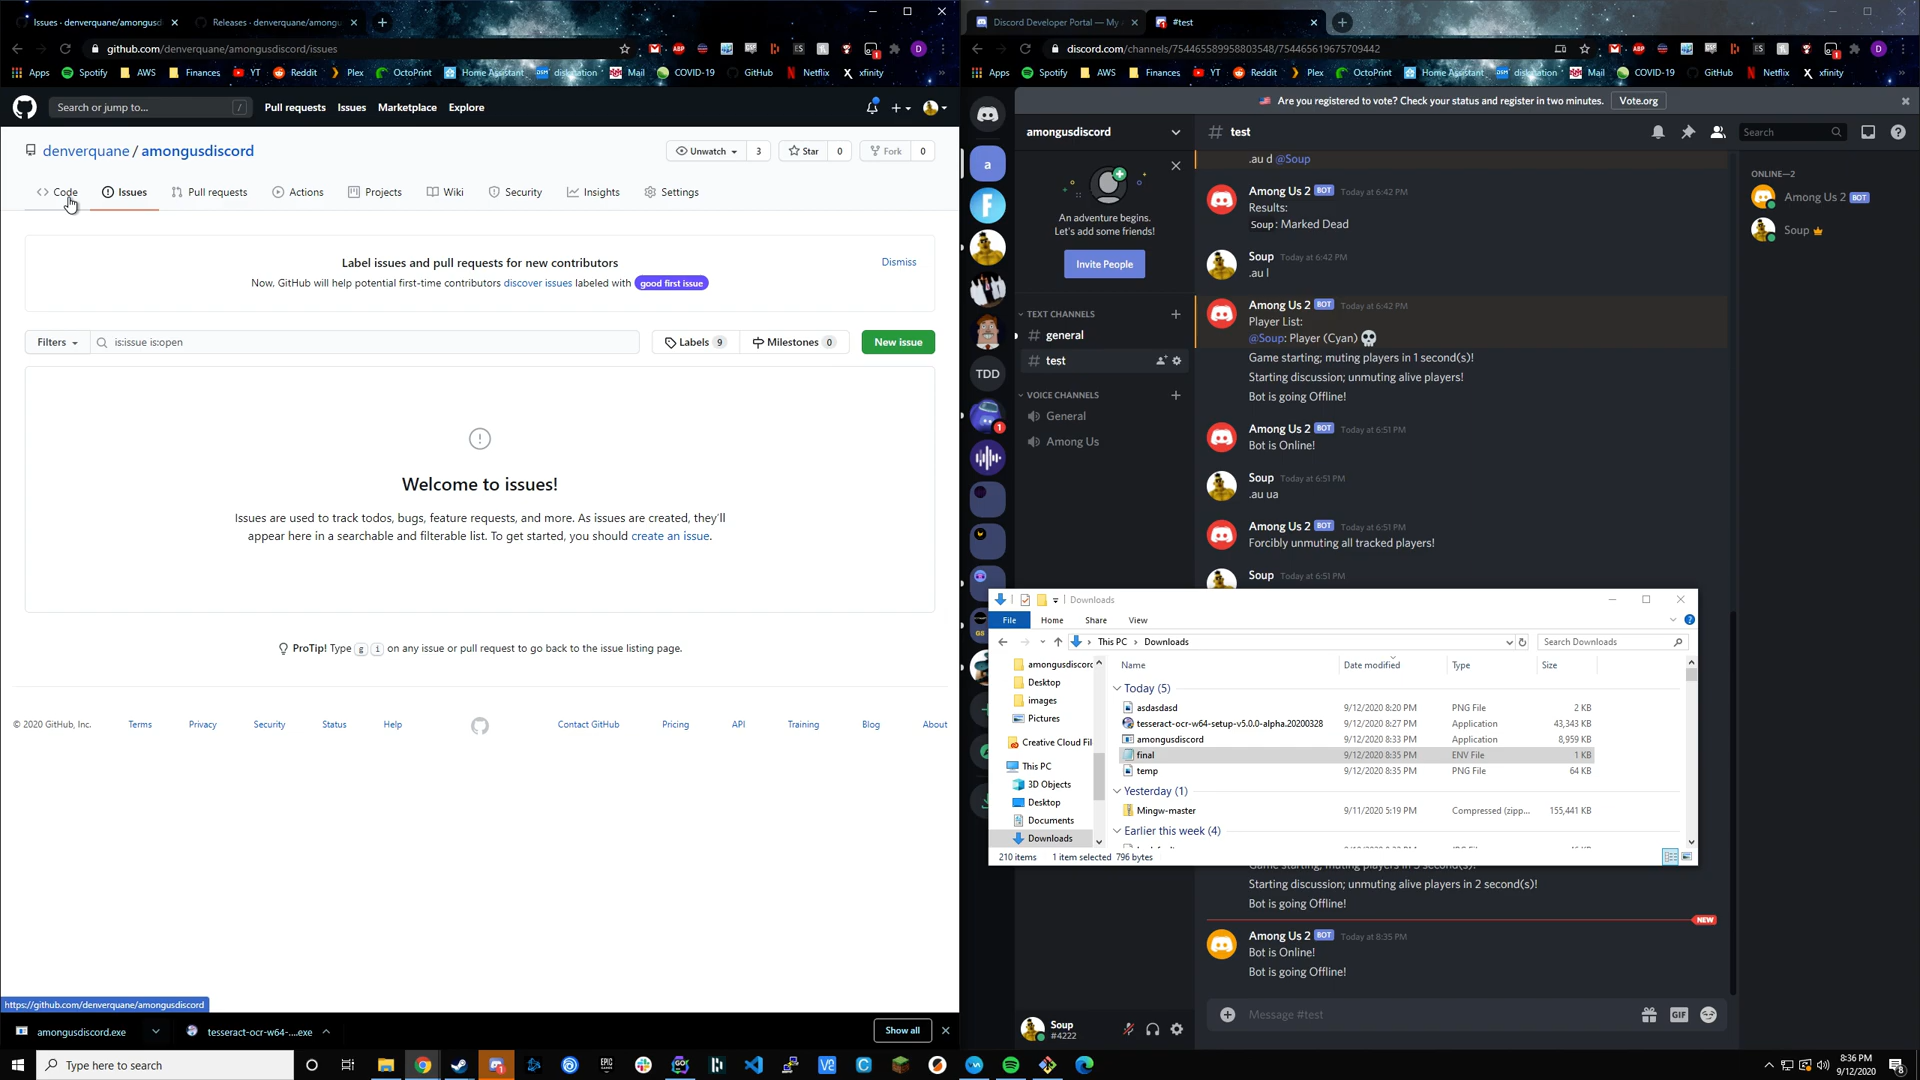 Issues · denverquane/amongusd
Releases · denverquane/amongu
github.com/denverquane/amongusdiscord/issues
Apps
Spotify
AWS
Finances
YT
Reddit
Plex
OctoPrint
Home Assistant
diskstation
Mail
COVID-19
GitHub
Netflix
xfinity
Search or jump to...
/
Pull requests
Issues
Marketplace
Explore
denverquane / amongusdiscord
Unwatch 3
Star 0
Fork 0
Code
Issues
Pull requests
Actions
Projects
Wiki
Security
Insights
Settings
Label issues and pull requests for new contributors
Dismiss
Now, GitHub will help potential first-time contributors discover issues labeled with good first issue
Filters
is:issue is:open
Labels 9
Milestones 0
New issue
Welcome to issues!
Issues are used to track todos, bugs, feature requests, and more. As issues are created, they'll
appear here in a searchable and filterable list. To get started, you should create an issue.
ProTip! Type g i on any issue or pull request to go back to the issue listing page.
© 2020 GitHub, Inc.
Terms
Privacy
Security
Status
Help
Contact GitHub
Pricing
API
Training
Blog
About
https://github.com/denverquane/amongusdiscord
amongusdiscord.exe
tesseract-ocr-w64-....exe
Show all
Discord Developer Portal — My
#test
discord.com/channels/754465589958803548/754465619675709442
Apps
Spotify
AWS
Finances
YT
Reddit
Plex
OctoPrint
Home Assistant
diskstation
Mail
COVID-19
GitHub
Netflix
xfinity
Are you registered to vote? Check your status and register in two minutes.
Vote.org
amongusdiscord
# test
Search
An adventure begins.
Let's add some friends!
Invite People
TEXT CHANNELS
# general
# test
VOICE CHANNELS
General
Among Us
a
TDD
1
GS
.au d @Soup
Among Us 2 BOT Today at 6:42 PM
Results:
Soup: Marked Dead
Soup Today at 6:42 PM
.au l
Among Us 2 BOT Today at 6:42 PM
Player List:
@Soup: Player (Cyan)
Game starting; muting players in 1 second(s)!
Starting discussion; unmuting alive players!
Bot is going Offline!
Among Us 2 BOT Today at 6:51 PM
Bot is Online!
Soup Today at 6:51 PM
.au ua
Among Us 2 BOT Today at 6:51 PM
Forcibly unmuting all tracked players!
Soup Today at 6:51 PM
ONLINE—2
Among Us 2 BOT
Soup
Downloads
File
Home
Share
View
This PC
Downloads
Search Downloads
amongusdiscord
Desktop
images
Pictures
Creative Cloud Fil
This PC
3D Objects
Desktop
Documents
Downloads
Name
Date modified
Type
Size
Today (5)
asdasdasd 9/12/2020 8:20 PM PNG File 2 KB
tesseract-ocr-w64-setup-v5.0.0-alpha.20200328 9/12/2020 8:27 PM Application 43,343 KB
amongusdiscord 9/12/2020 8:33 PM Application 8,959 KB
final 9/12/2020 8:35 PM ENV File 1 KB
temp 9/12/2020 8:35 PM PNG File 64 KB
Yesterday (1)
Mingw-master 9/11/2020 5:19 PM Compressed (zipp... 155,441 KB
Earlier this week (4)
210 items
1 item selected 796 bytes
Starting discussion; unmuting alive players in 2 second(s)!
Bot is going Offline!
NEW
Among Us 2 BOT Today at 8:35 PM
Bot is Online!
Bot is going Offline!
Message #test
GIF
Soup
#4222
Type here to search
8:36 PM
9/12/2020